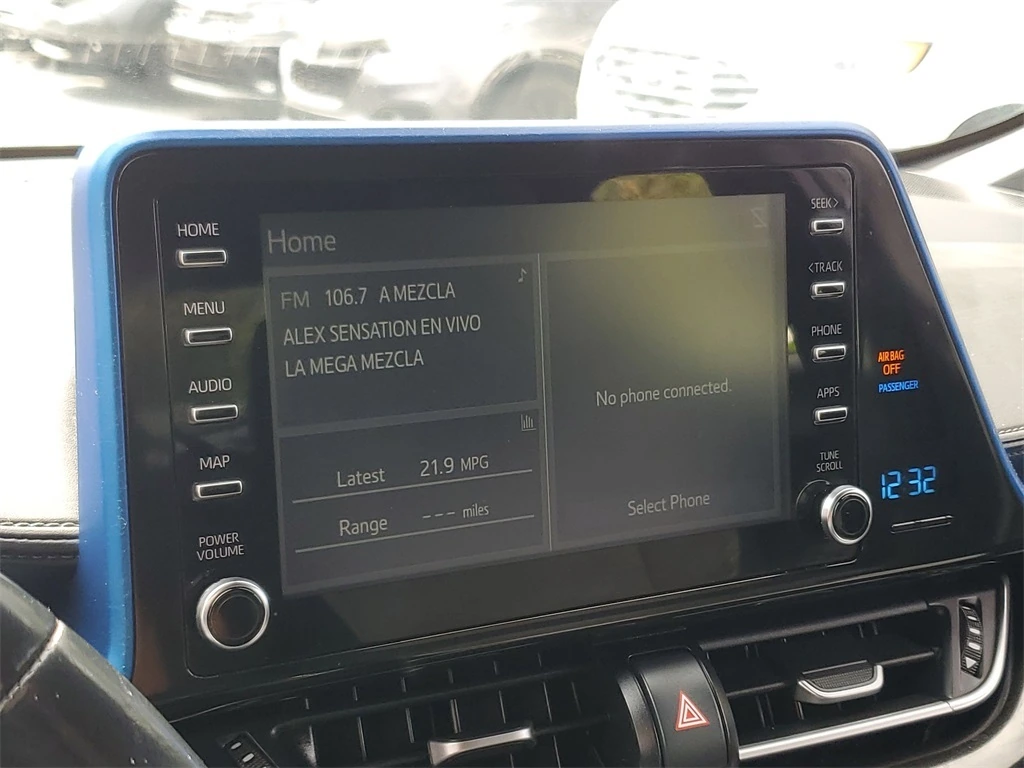 HOME
MENU
AUDIO
MAP
POWER
VOLUME
Home
FM 106.7 A MEZCLA
ALEX SENSATION EN VIVO
LA MEGA MEZCLA
Latest 21.9 MPG
Range --- miles
No phone connected.
Select Phone
SEEK >
< TRACK
PHONE
APPS
TUNE
SCROLL
AIR BAG
OFF
PASSENGER
12:32